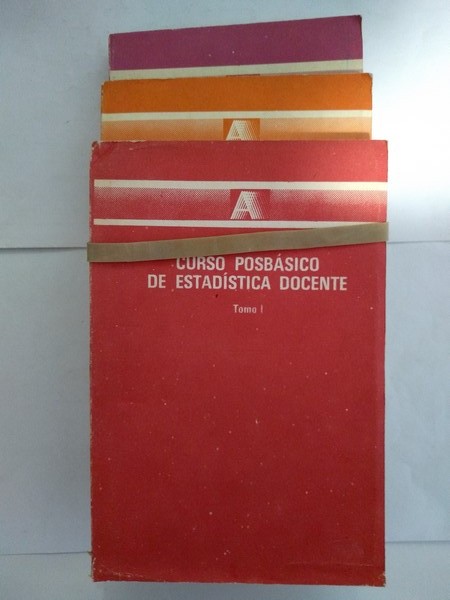 A
A
CURSO POSBÁSICO
DE ESTADÍSTICA DOCENTE
Tomo I